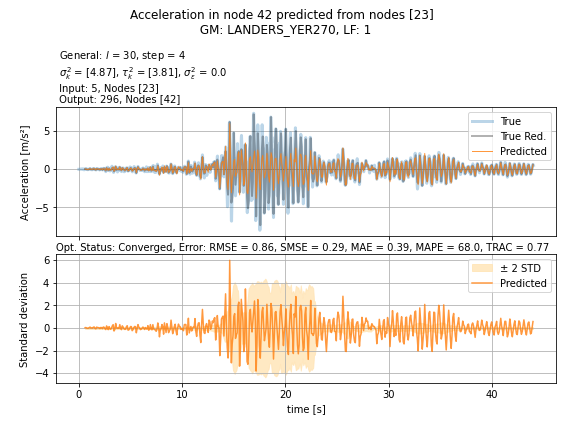 Acceleration in node 42 predicted from nodes [23]
GM: LANDERS_YER270, LF: 1
General: l = 30, step = 4
σ²ₖ = [4.87], τ²ₖ = [3.81], σ²ₑ = 0.0
Input: 5, Nodes [23]
Output: 296, Nodes [42]
Acceleration [m/s²]
5
0
−5
True
True Red.
Predicted
Opt. Status: Converged, Error: RMSE = 0.86, SMSE = 0.29, MAE = 0.39, MAPE = 68.0, TRAC = 0.77
Standard deviation
6
4
2
0
−2
−4
± 2 STD
Predicted
0 10 20 30 40
time [s]